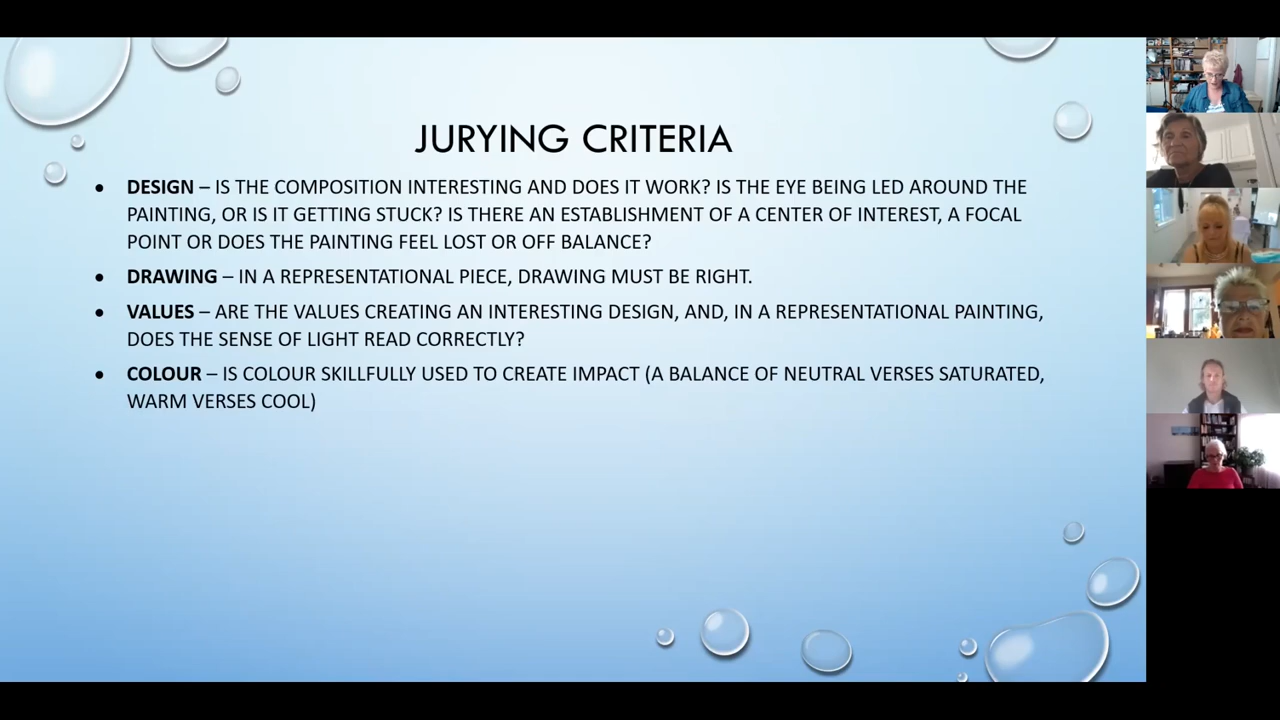 JURYING CRITERIA
• DESIGN – IS THE COMPOSITION INTERESTING AND DOES IT WORK? IS THE EYE BEING LED AROUND THE
PAINTING, OR IS IT GETTING STUCK? IS THERE AN ESTABLISHMENT OF A CENTER OF INTEREST, A FOCAL
POINT OR DOES THE PAINTING FEEL LOST OR OFF BALANCE?
• DRAWING – IN A REPRESENTATIONAL PIECE, DRAWING MUST BE RIGHT.
• VALUES – ARE THE VALUES CREATING AN INTERESTING DESIGN, AND, IN A REPRESENTATIONAL PAINTING,
DOES THE SENSE OF LIGHT READ CORRECTLY?
• COLOUR – IS COLOUR SKILLFULLY USED TO CREATE IMPACT (A BALANCE OF NEUTRAL VERSES SATURATED,
WARM VERSES COOL)